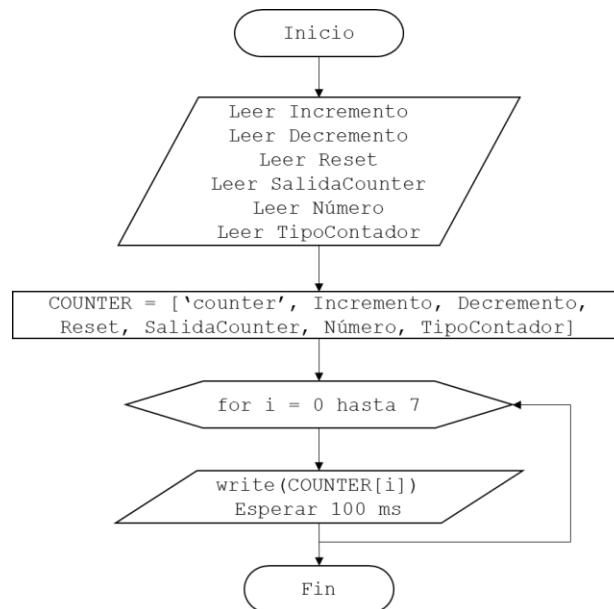 Inicio
Leer Incremento
Leer Decremento
Leer Reset
Leer SalidaCounter
Leer Número
Leer TipoContador
COUNTER = [‘counter’, Incremento, Decremento,
Reset, SalidaCounter, Número, TipoContador]
for i = 0 hasta 7
write(COUNTER[i])
Esperar 100 ms
Fin